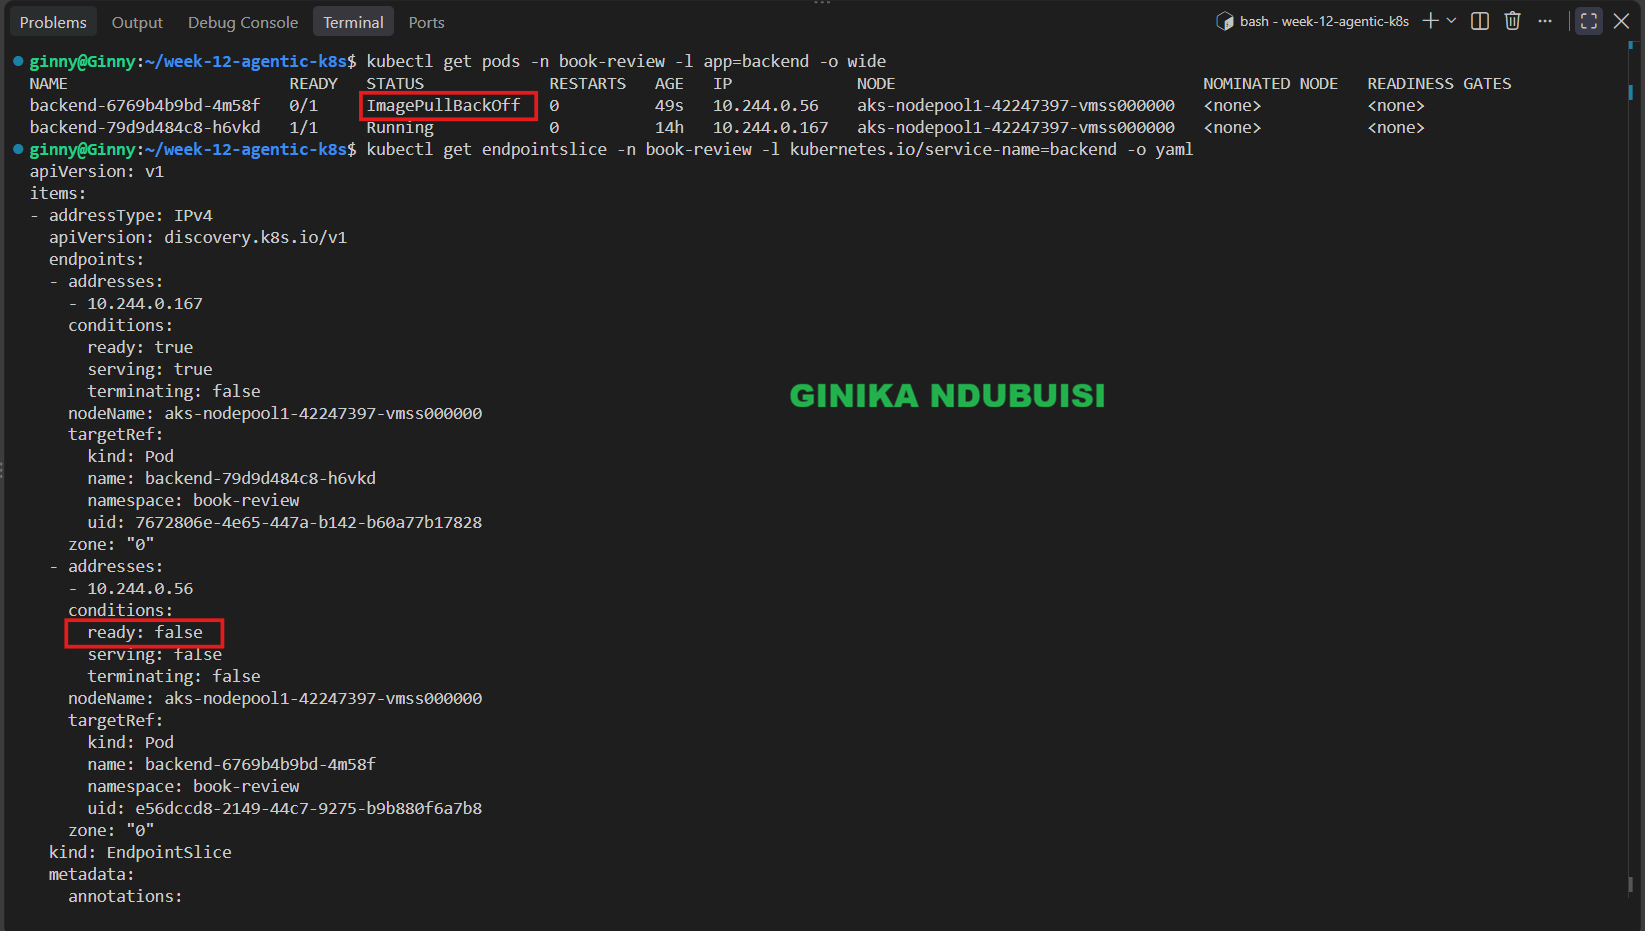 Problems Output Debug Console Terminal Ports bash - week-12-agentic-k8s
ginny@Ginny:~/week-12-agentic-k8s$ kubectl get pods -n book-review -l app=backend -o wide
NAME READY STATUS RESTARTS AGE IP NODE NOMINATED NODE READINESS GATES
backend-6769b4b9bd-4m58f 0/1 ImagePullBackOff 0 49s 10.244.0.56 aks-nodepool1-42247397-vmss000000 <none> <none>
backend-79d9d484c8-h6vkd 1/1 Running 0 14h 10.244.0.167 aks-nodepool1-42247397-vmss000000 <none> <none>
ginny@Ginny:~/week-12-agentic-k8s$ kubectl get endpointslice -n book-review -l kubernetes.io/service-name=backend -o yaml
apiVersion: v1
items:
- addressType: IPv4
apiVersion: discovery.k8s.io/v1
endpoints:
- addresses:
- 10.244.0.167
conditions:
ready: true
serving: true
terminating: false
GINIKA NDUBUISI
nodeName: aks-nodepool1-42247397-vmss000000
targetRef:
kind: Pod
name: backend-79d9d484c8-h6vkd
namespace: book-review
uid: 7672806e-4e65-447a-b142-b60a77b17828
zone: "0"
- addresses:
- 10.244.0.56
conditions:
ready: false
serving: false
terminating: false
nodeName: aks-nodepool1-42247397-vmss000000
targetRef:
kind: Pod
name: backend-6769b4b9bd-4m58f
namespace: book-review
uid: e56dccd8-2149-44c7-9275-b9b880f6a7b8
zone: "0"
kind: EndpointSlice
metadata:
annotations: